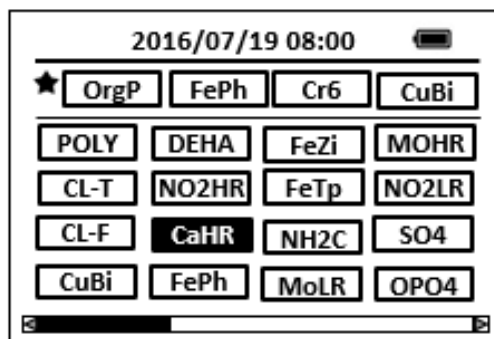 2016/07/19 08:00
OrgP FePh Cr6 CuBi
POLY DEHA FeZi MOHR
CL-T NO2HR FeTp NO2LR
CL-F CaHR NH2C SO4
CuBi FePh MoLR OPO4